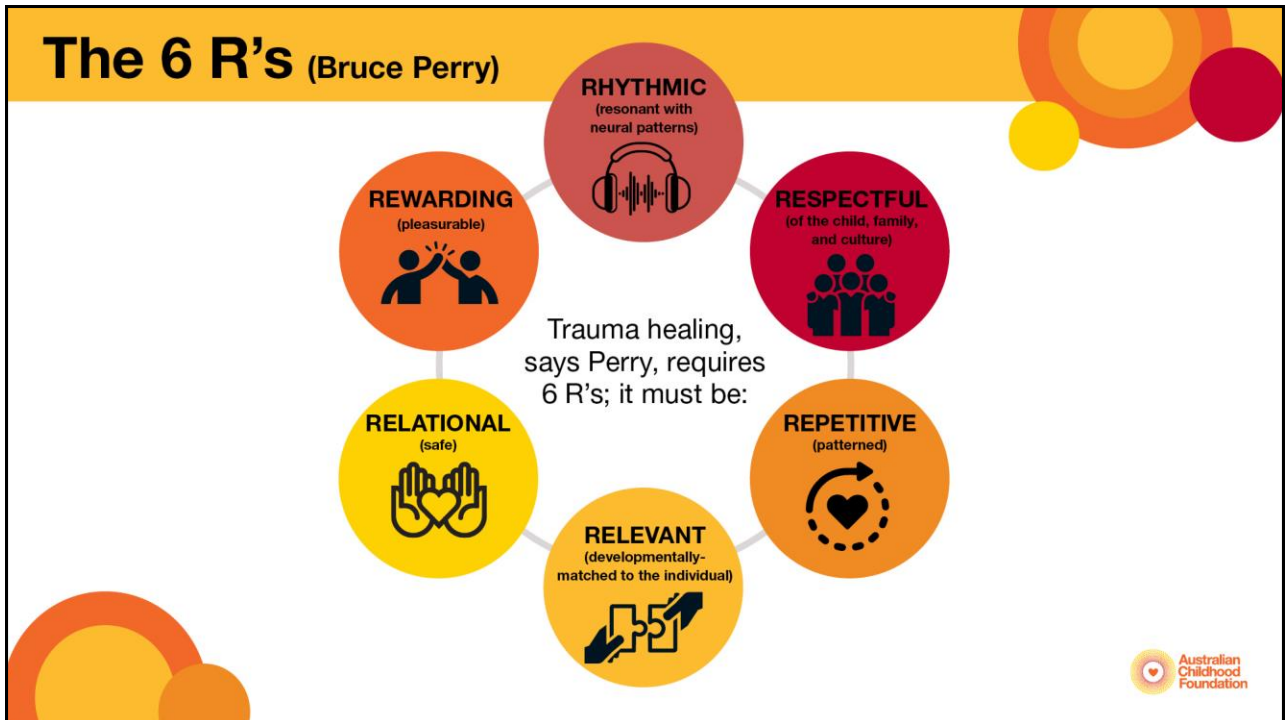 The 6 R's (Bruce Perry)
RHYTHMIC
(resonant with
neural patterns)
RESPECTFUL
(of the child, family,
and culture)
REPETITIVE
(patterned)
RELEVANT
(developmentally-
matched to the individual)
RELATIONAL
(safe)
REWARDING
(pleasurable)
Trauma healing,
says Perry, requires
6 R's; it must be:
Australian
Childhood
Foundation